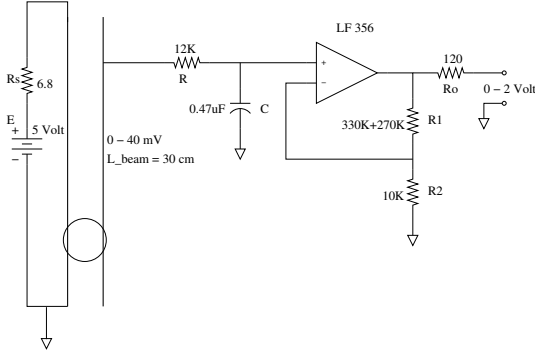 LF 356
12K
R
+
−
120
Ro
0 – 2 Volt
Rs
6.8
0.47uF
C
330K+270K
R1
E
+
5 Volt
−
0 – 40 mV
L_beam = 30 cm
10K
R2